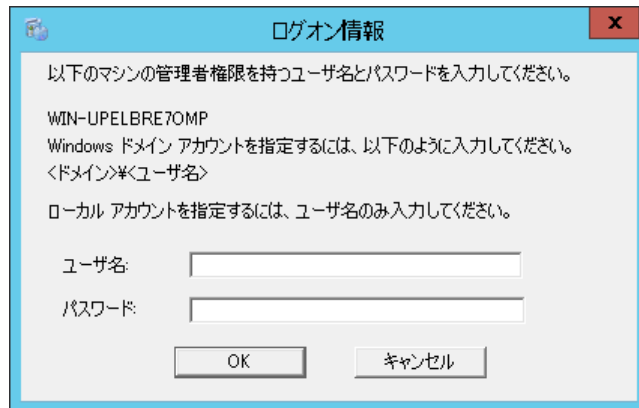 ログオン情報
x
以下のマシンの管理者権限を持つユーザ名とパスワードを入力してください。
WIN-UPELBRE7OMP
Windows ドメイン アカウントを指定するには、以下のように入力してください。
<ドメイン>¥<ユーザ名>
ローカル アカウントを指定するには、ユーザ名のみ入力してください。
ユーザ名:
パスワード:
OK キャンセル